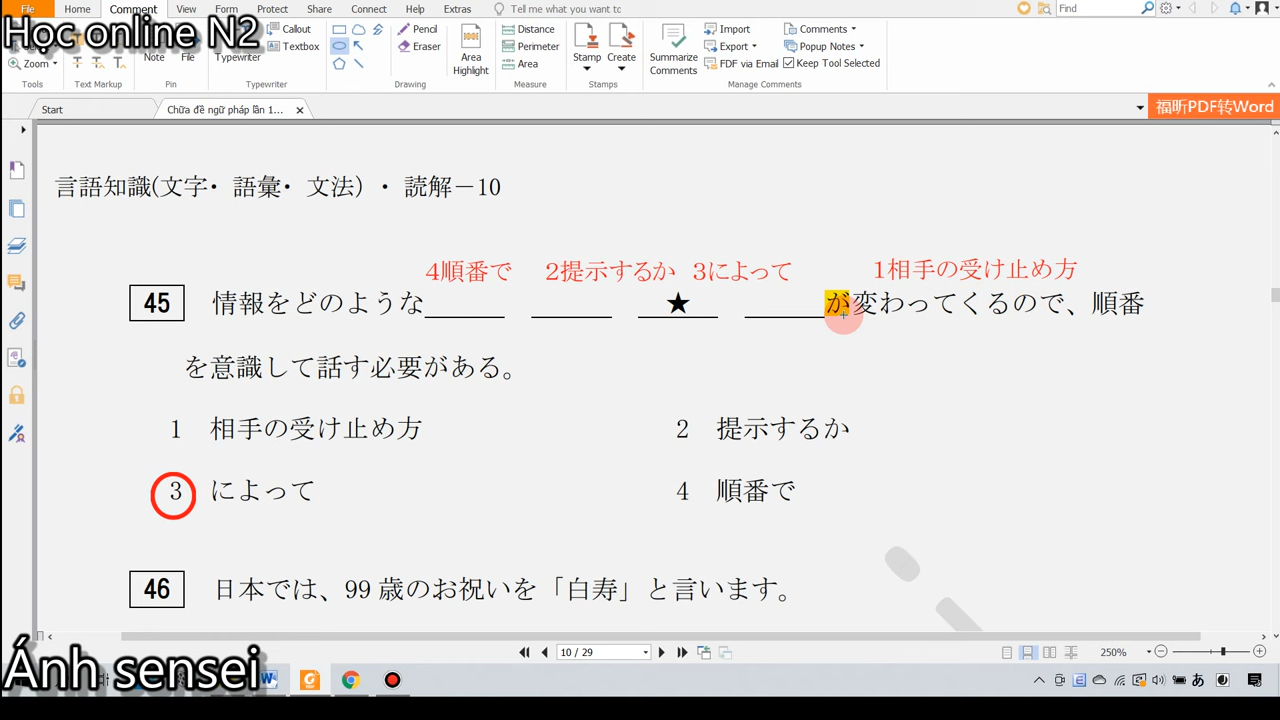 File Home Comment View Form Protect Share Connect Help Extras Tell me what you want tc Find
Học online N2
Callout Pencil Distance Import Comments
Textbox Eraser Perimeter Export Popup Notes
Zoom Note File Typewriter Area Highlight Area Stamp Create Summarize Comments FDF via Email Keep Tool Selected
Tools Text Markup Pin Typewriter Drawing Measure Stamps Manage Comments
Start Chữa đề ngữ pháp lần 1... 福昕PDF转Word
言語知識(文字・語彙・文法)・読解－10
4順番で 2提示するか 3によって 1相手の受け止め方
45 情報をどのような＿＿＿ ＿＿＿ ★ ＿＿＿が変わってくるので、順番
を意識して話す必要がある。
1 相手の受け止め方 2 提示するか
3 によって 4 順番で
46 日本では、99歳のお祝いを「白寿」と言います。
10 / 29 250%
Ánh sensei